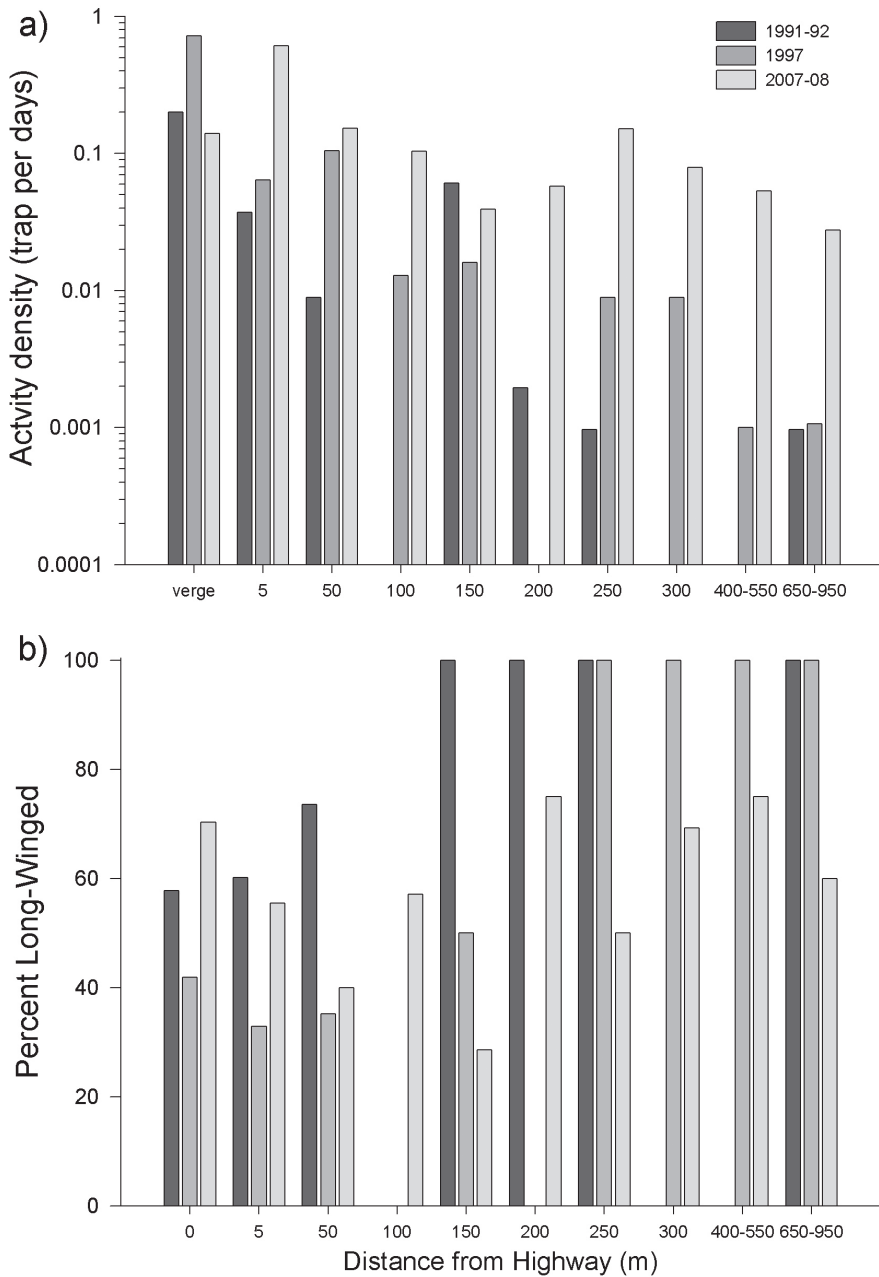 a)
1991-92
1997
2007-08
Actvity density (trap per days)
1
0.1
0.01
0.001
0.0001
verge 5 50 100 150 200 250 300 400-550 650-950
b)
Percent Long-Winged
100
80
60
40
20
0
0 5 50 100 150 200 250 300 400-550 650-950
Distance from Highway (m)